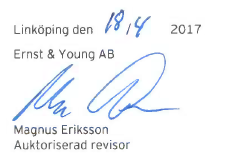 Linköping den 18/4 2017
Ernst & Young AB
Magnus Eriksson
Auktoriserad revisor